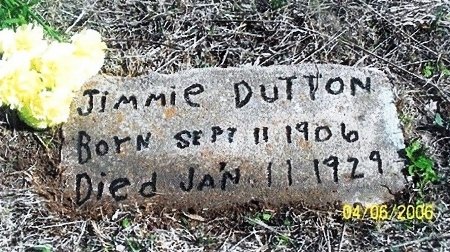 Jimmie DUTTON
BorN SEPT 11 1906
Died JAN. 11 1929
04/06/2006